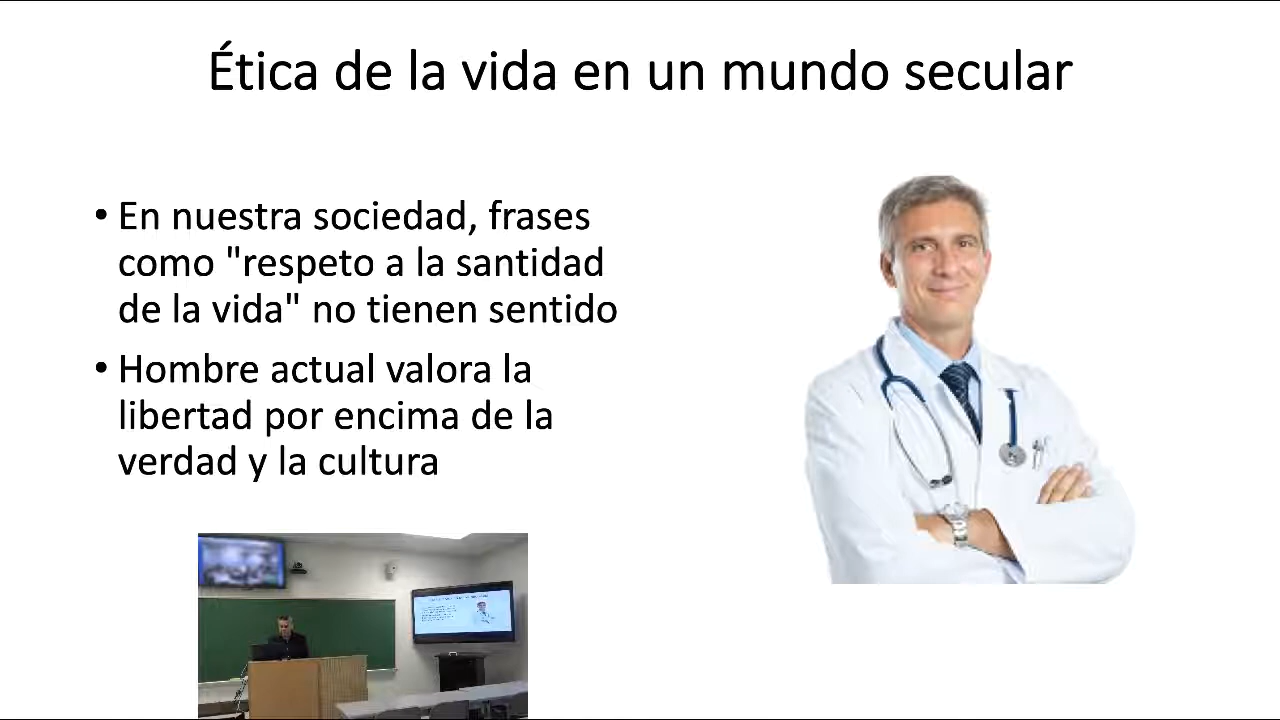 Ética de la vida en un mundo secular
• En nuestra sociedad, frases
como "respeto a la santidad
de la vida" no tienen sentido
• Hombre actual valora la
libertad por encima de la
verdad y la cultura